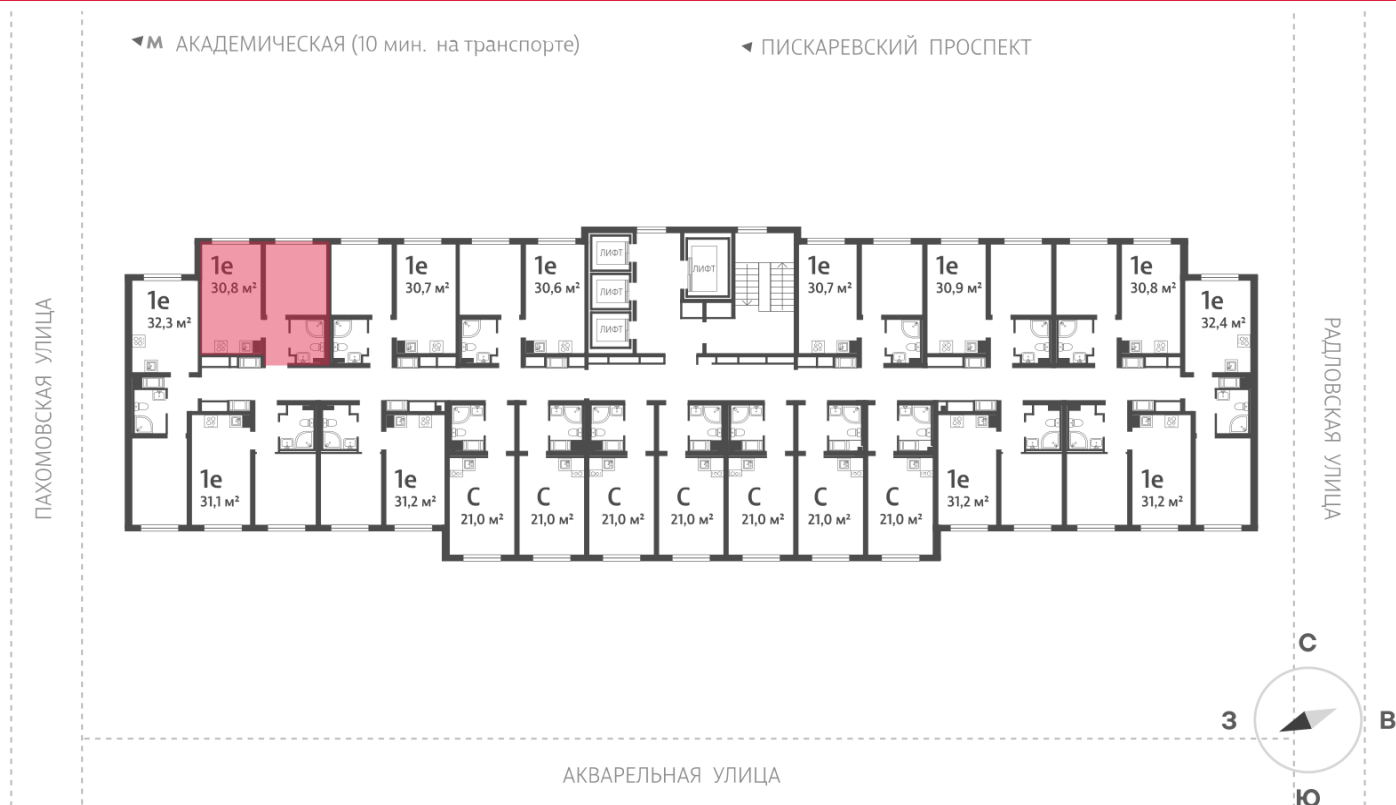 М АКАДЕМИЧЕСКАЯ (10 мин. на транспорте)
ПИСКАРЕВСКИЙ ПРОСПЕКТ
ПАХОМОВСКАЯ УЛИЦА
1е
32,3 м²
1е
30,8 м²
1е
30,7 м²
1е
30,6 м²
ЛИФТ
ЛИФТ
ЛИФТ
ЛИФТ
1е
30,7 м²
1е
30,9 м²
1е
30,8 м²
1е
32,4 м²
РАДЛОВСКАЯ УЛИЦА
1е
31,1 м²
1е
31,2 м²
С
21,0 м²
С
21,0 м²
С
21,0 м²
С
21,0 м²
С
21,0 м²
С
21,0 м²
С
21,0 м²
1е
31,2 м²
1е
31,2 м²
С
З
В
Ю
АКВАРЕЛЬНАЯ УЛИЦА